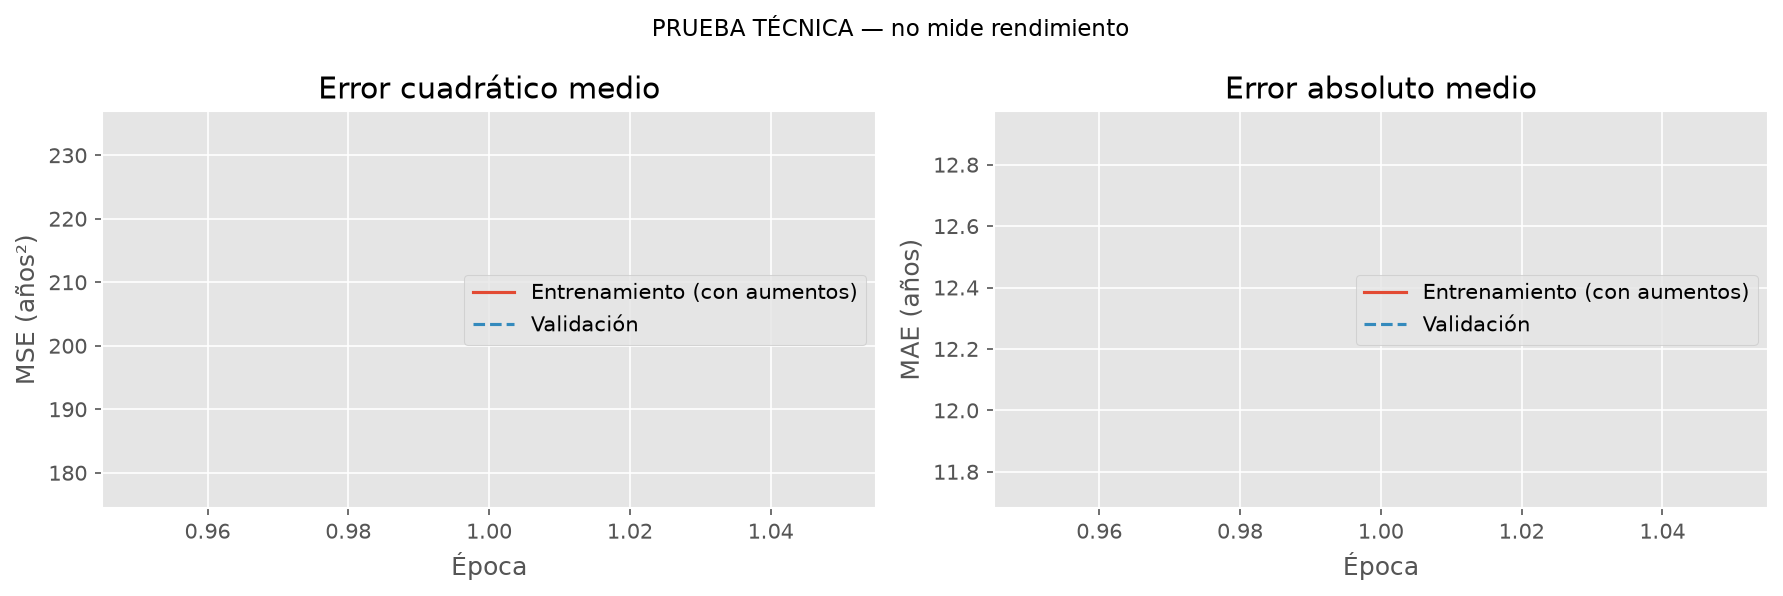 PRUEBA TÉCNICA — no mide rendimiento
Error cuadrático medio
MSE (años²)
230
220
210
200
190
180
Entrenamiento (con aumentos)
Validación
0.96 0.98 1.00 1.02 1.04
Época
Error absoluto medio
MAE (años)
12.8
12.6
12.4
12.2
12.0
11.8
Entrenamiento (con aumentos)
Validación
0.96 0.98 1.00 1.02 1.04
Época